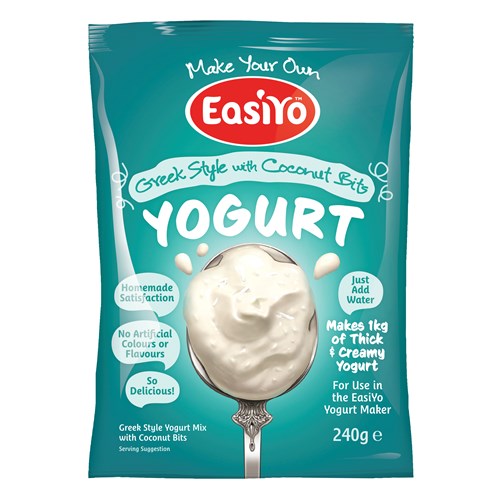 Make Your Own
EasiYo™
Greek Style with Coconut Bits
YOGURT
Homemade
Satisfaction
No Artificial
Colours or
Flavours
So
Delicious!
Just
Add
Water
Makes 1kg
of Thick
& Creamy
Yogurt
For Use in
the EasiYo
Yogurt Maker
Greek Style Yogurt Mix
with Coconut Bits
Serving Suggestion
240g e